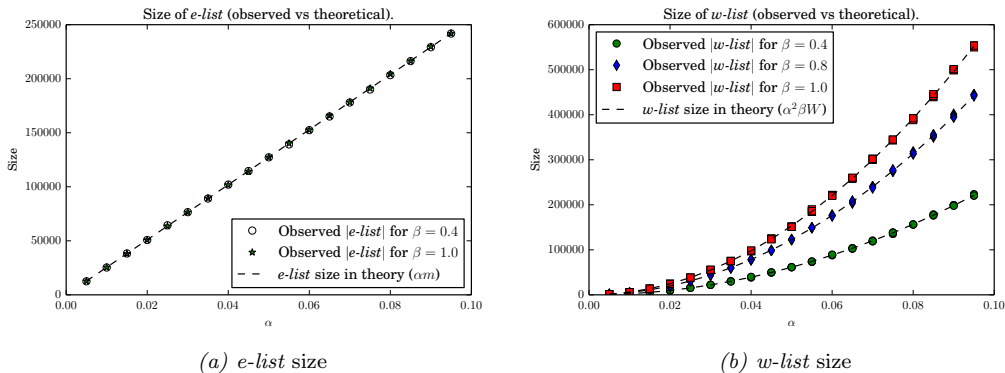 Size of e-list (observed vs theoretical).
250000
200000
150000
100000
50000
0
Size
0.00 0.02 0.04 0.06 0.08 0.10
α
Observed |e-list| for β = 0.4
Observed |e-list| for β = 1.0
e-list size in theory (αm)
(a) e-list size
Size of w-list (observed vs theoretical).
600000
500000
400000
300000
200000
100000
0
Size
0.00 0.02 0.04 0.06 0.08 0.10
α
Observed |w-list| for β = 0.4
Observed |w-list| for β = 0.8
Observed |w-list| for β = 1.0
w-list size in theory (α²βW)
(b) w-list size